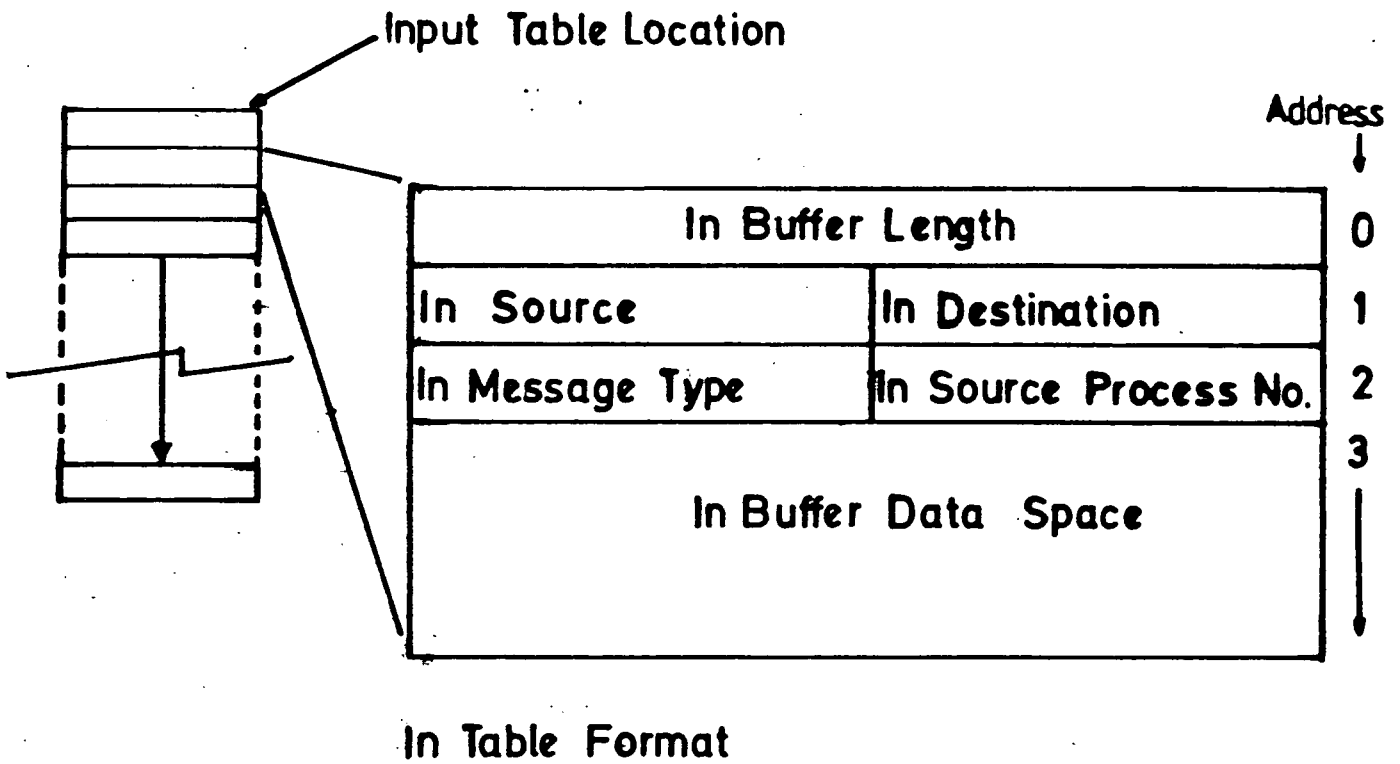 Input Table Location
Address
In Buffer Length
0
In Source
In Destination
1
In Message Type
In Source Process No.
2
3
In Buffer Data Space
In Table Format